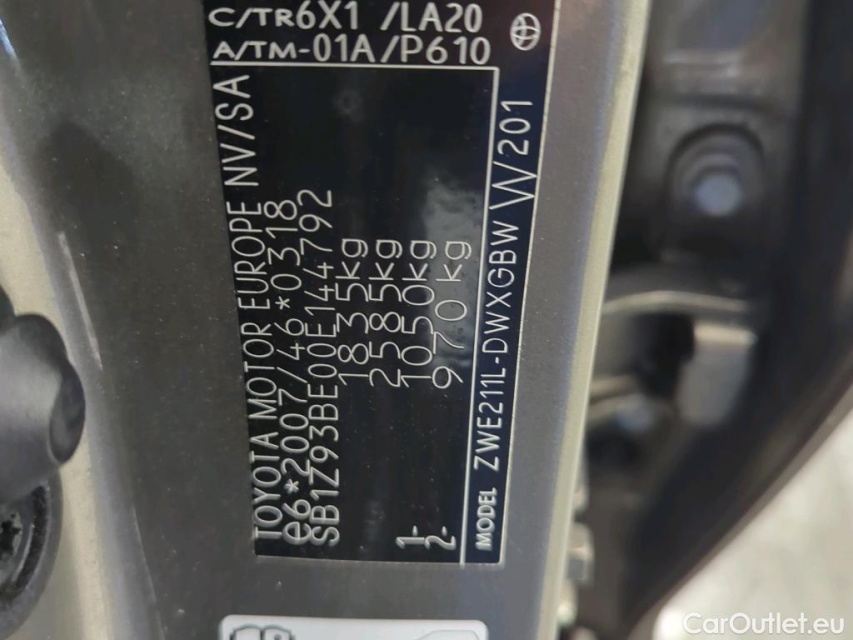 C/TR6X1 /LA20
A/TM-01A/P610
TOYOTA MOTOR EUROPE NV/SA
e6*2007/46*0318
SB1Z93BE00E144792
1835kg
2585kg
1- 1050kg
2- 970kg
MODEL ZWE211L-DWXGBW W201
CarOutlet.eu